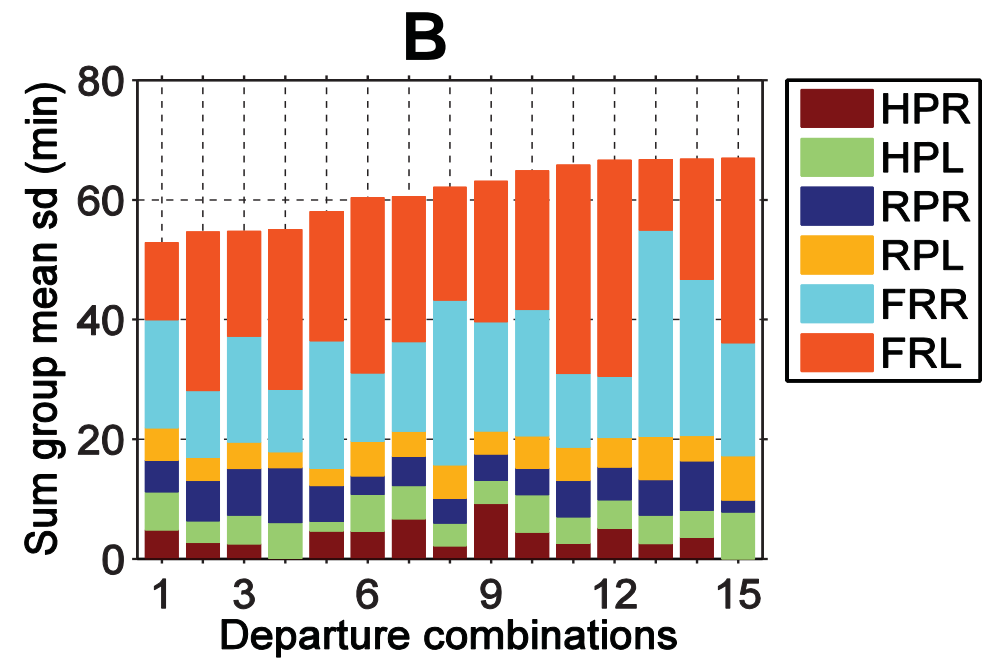 B
Sum group mean sd (min)
80
60
40
20
0
1 3 6 9 12 15
Departure combinations
HPR
HPL
RPR
RPL
FRR
FRL